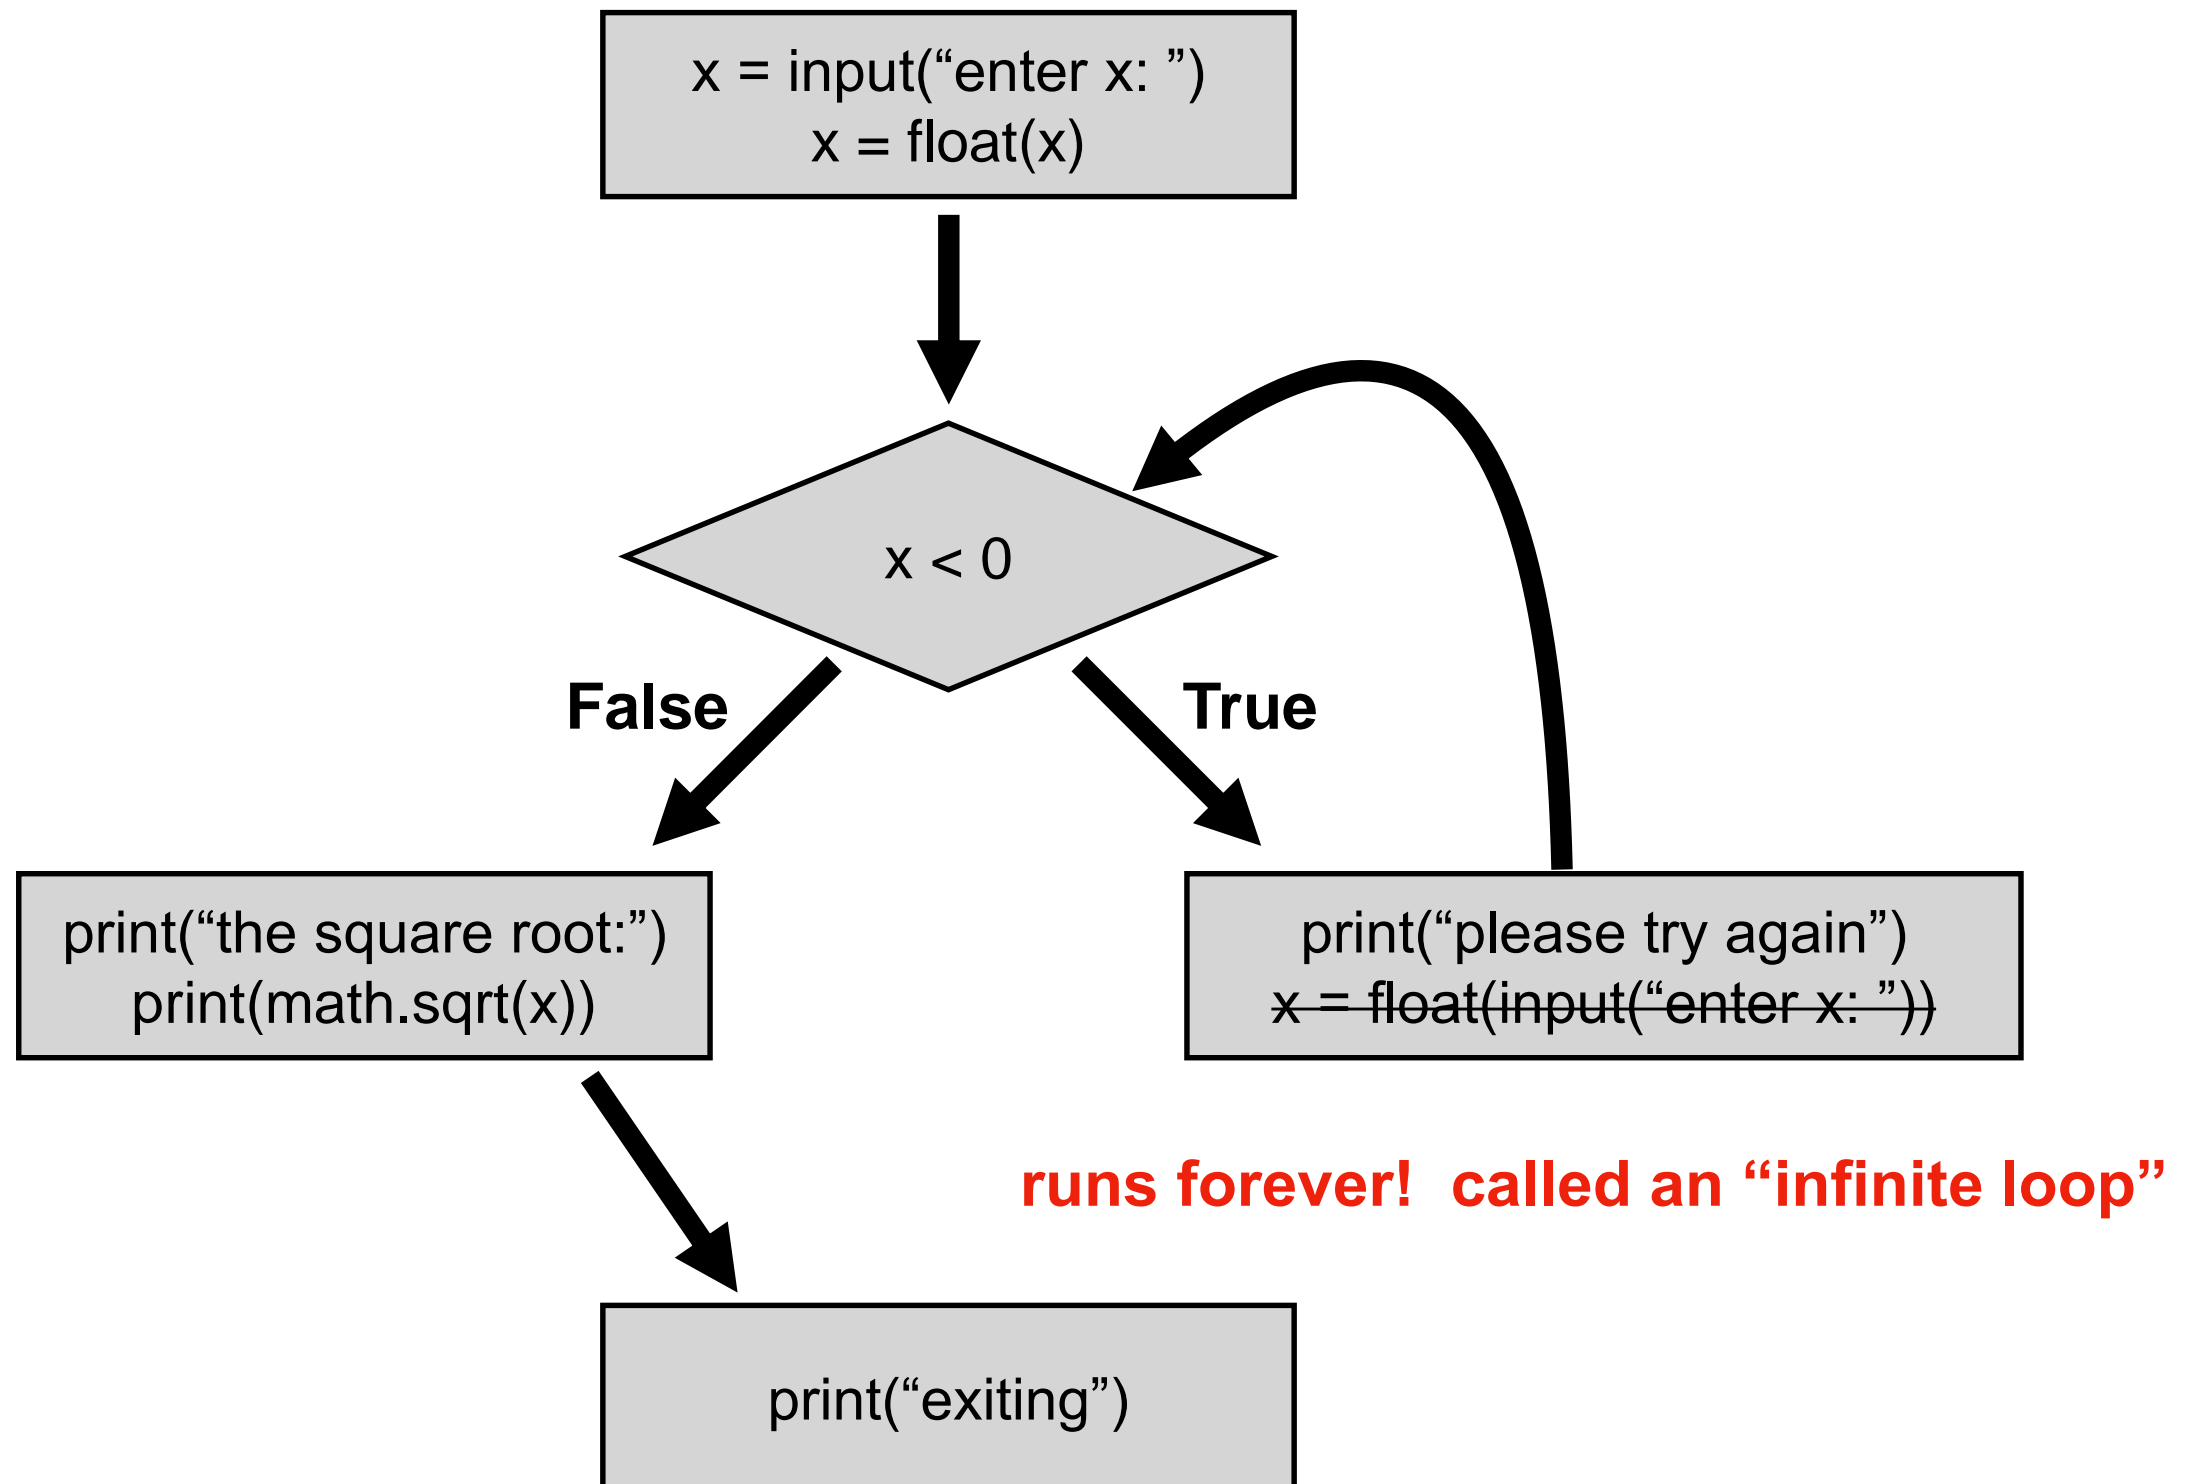 x = input(“enter x: ”)
x = float(x)
x < 0
False
True
print(“the square root:”)
print(math.sqrt(x))
print(“please try again”)
x = float(input(“enter x: ”))
runs forever!  called an “infinite loop”
print(“exiting”)